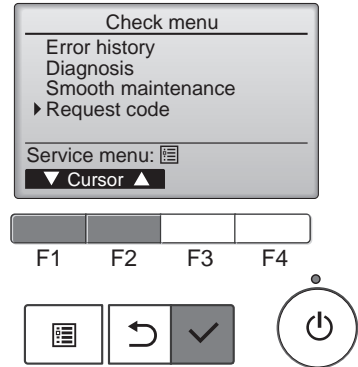 Check menu
Error history
Diagnosis
Smooth maintenance
Request code
Service menu:
▼ Cursor ▲
F1 F2 F3 F4